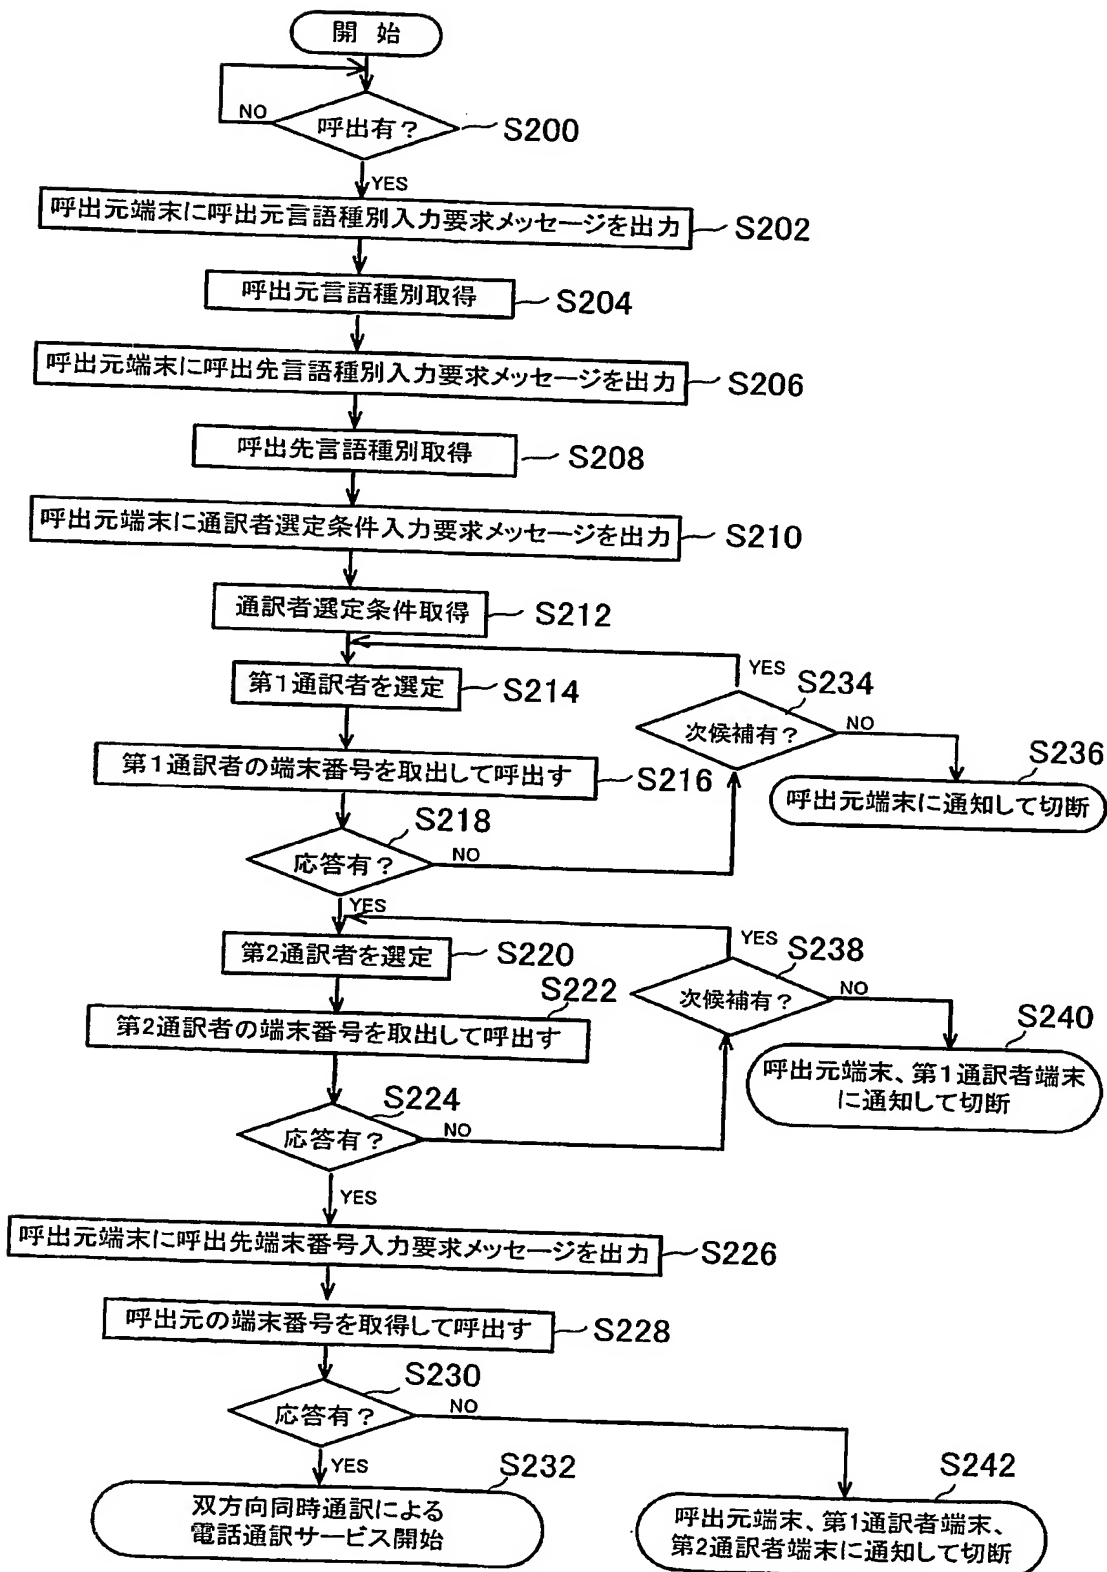 開 始
NO
呼出有?
S200
YES
呼出元端末に呼出元言語種別入力要求メッセージを出力
S202
呼出元言語種別取得
S204
呼出元端末に呼出先言語種別入力要求メッセージを出力
S206
呼出先言語種別取得
S208
呼出元端末に通訳者選定条件入力要求メッセージを出力
S210
通訳者選定条件取得
S212
第1通訳者を選定
S214
YES
S234
次候補有?
NO
S236
呼出元端末に通知して切断
第1通訳者の端末番号を取出して呼出す
S216
S218
応答有?
NO
YES
第2通訳者を選定
S220
YES
S238
次候補有?
NO
S240
呼出元端末、第1通訳者端末
に通知して切断
S222
第2通訳者の端末番号を取出して呼出す
S224
応答有?
NO
YES
呼出元端末に呼出先端末番号入力要求メッセージを出力
S226
呼出元の端末番号を取得して呼出す
S228
S230
応答有?
NO
YES
S232
双方向同時通訳による
電話通訳サービス開始
S242
呼出元端末、第1通訳者端末、
第2通訳者端末に通知して切断